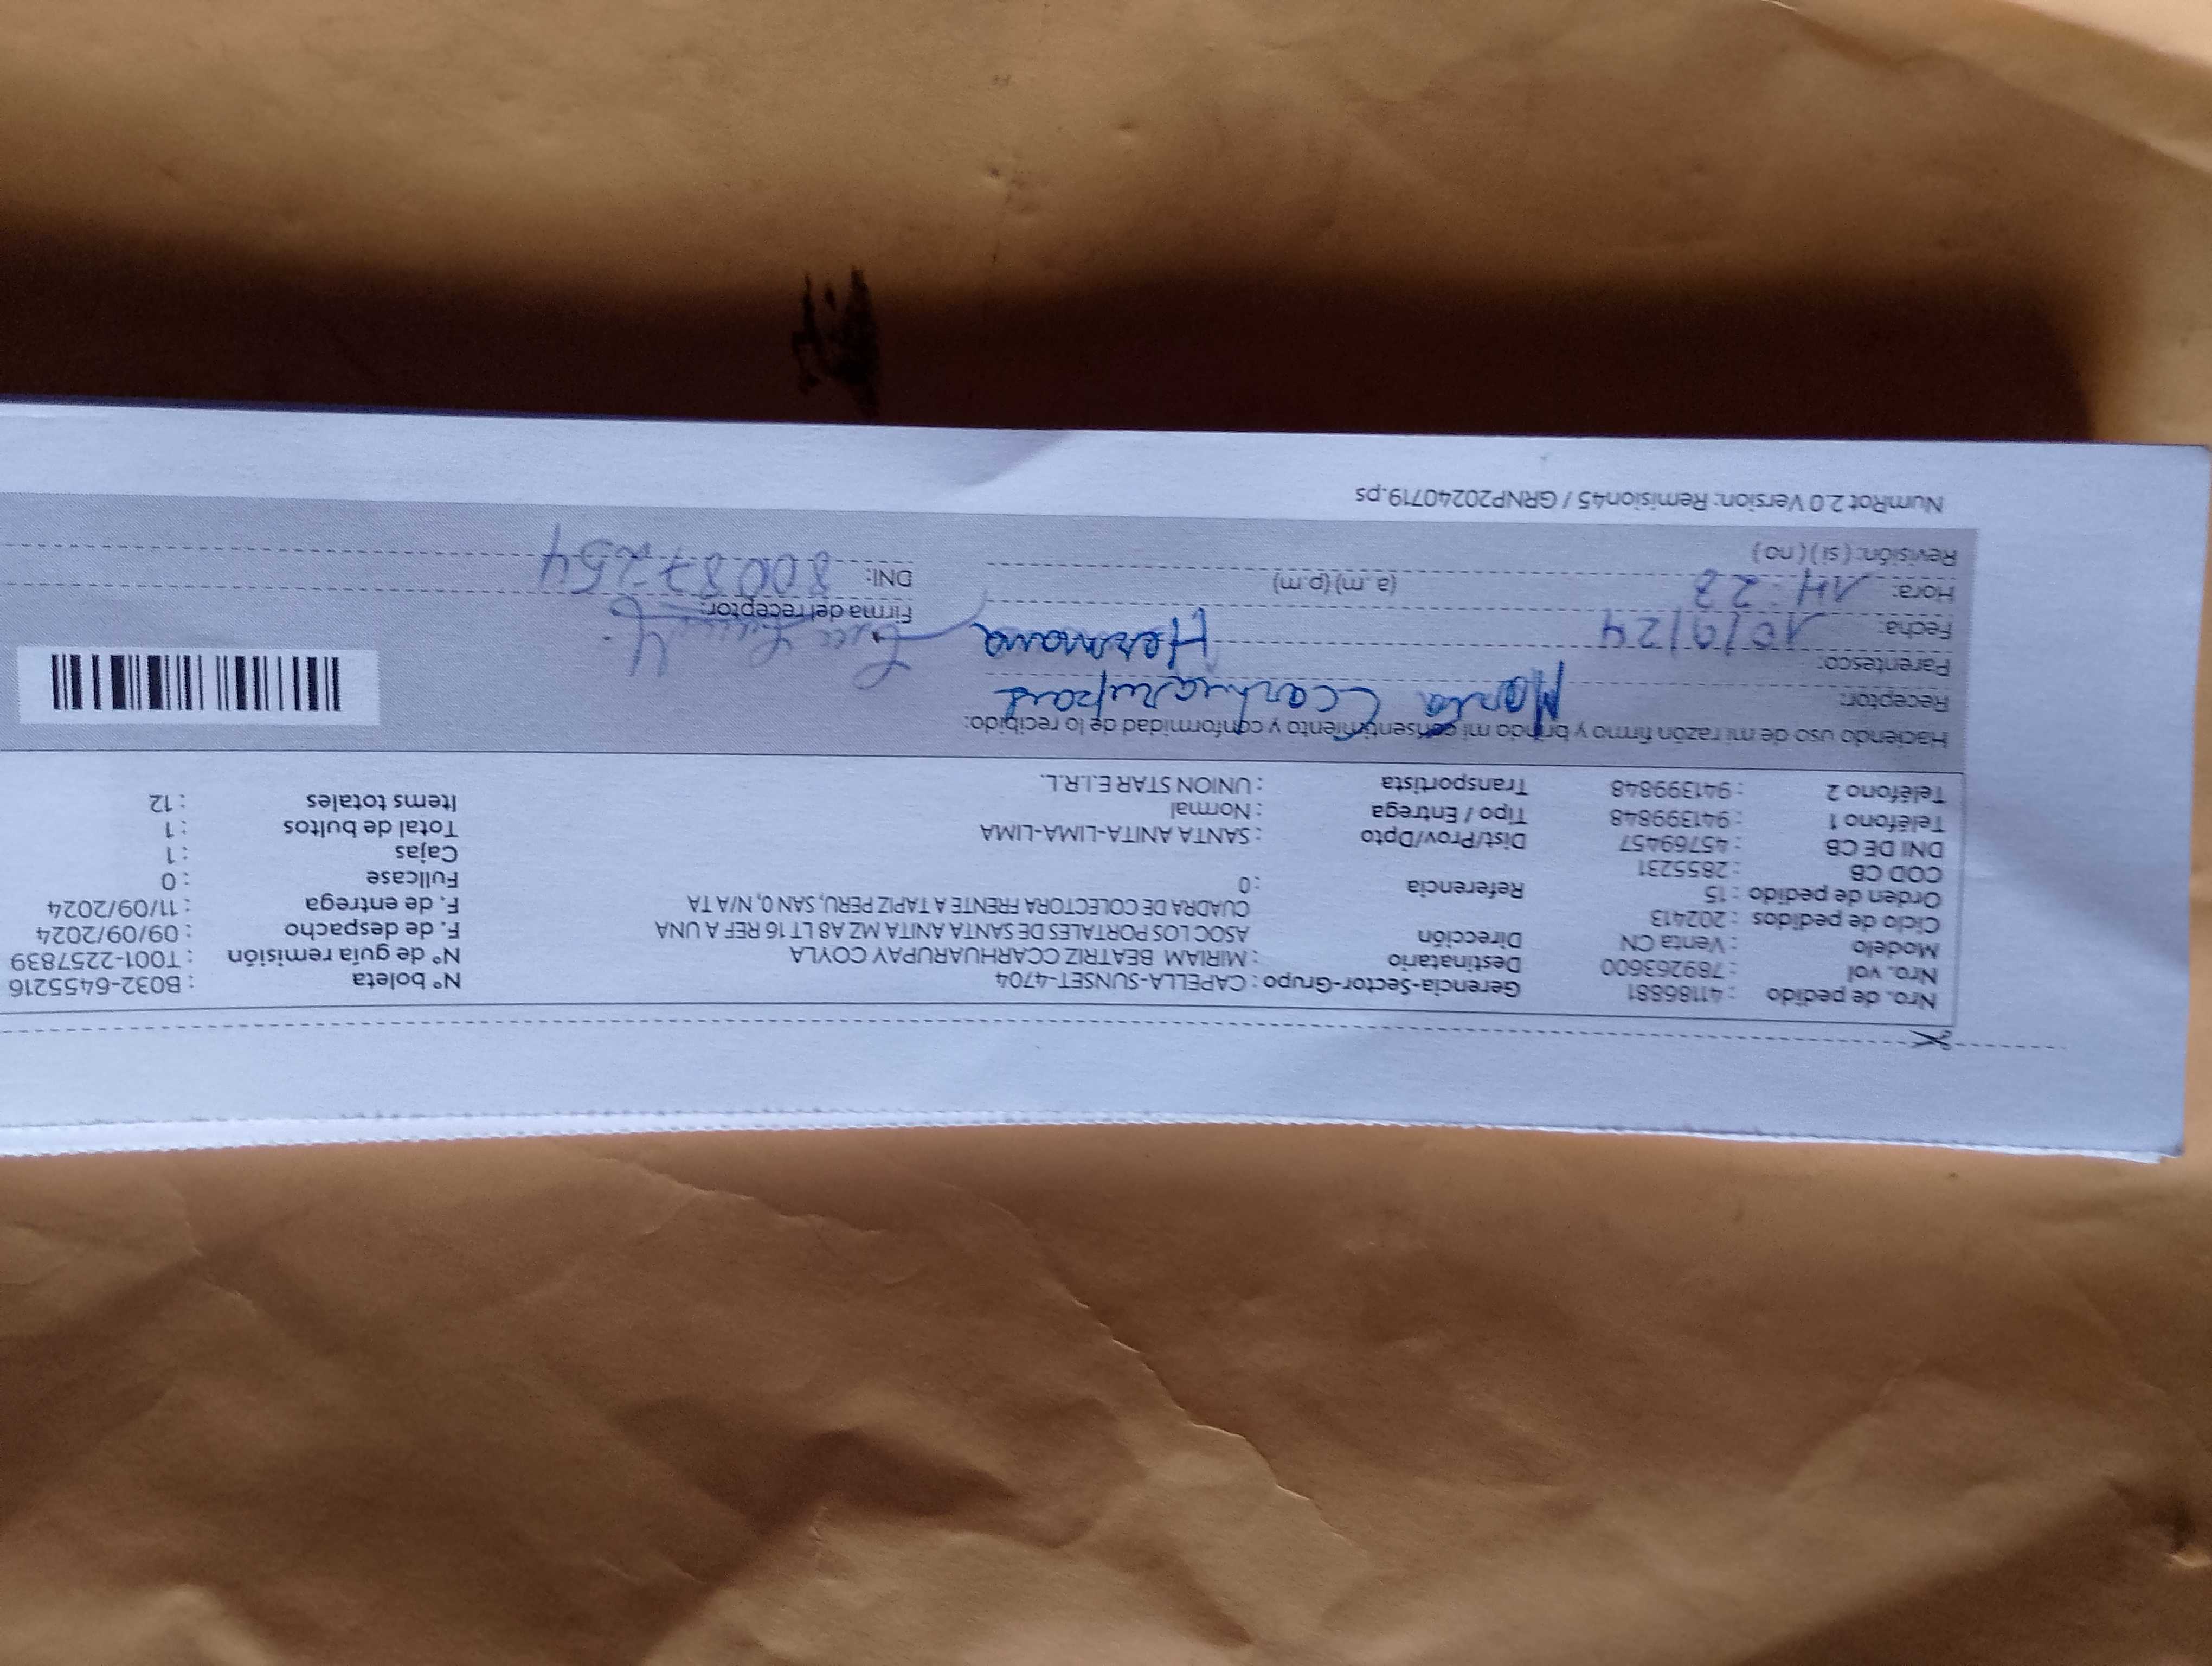 Nro. de pedido : 41186881 Gerencia-Sector-Grupo : CAPELLA-SUNSET-4704 N° boleta : B032-6455216
Nro. vol : 789263600 Destinatario : MIRIAM BEATRIZ CCARHUARUPAY COYLA N° de guía remisión : T001-2257839
Modelo : Venta CN Dirección ASOC LOS PORTALES DE SANTA ANITA MZ A8 LT 16 REF A UNA F. de despacho : 09/09/2024
Ciclo de pedidos : 202413 CUADRA DE COLECTORA FRENTE A TAPIZ PERU, SAN 0, N/A TA F. de entrega : 11/09/2024
Orden de pedido : 15 Referencia : 0 Fullcase : 0
COD CB : 2855231 Cajas : 1
DNI DE CB : 45769457 Dist/Prov/Dpto : SANTA ANITA-LIMA-LIMA Total de bultos : 1
Teléfono 1 : 941399848 Tipo / Entrega : Normal Items totales : 12
Teléfono 2 : 941399848 Transportista : UNION STAR E.I.R.L.
Haciendo uso de mi razón firmo y brindo mi consentimiento y conformidad de lo recibido:
Receptor: María
Parentesco: Hermana
Fecha: 10/9/24 Firma del receptor:
Hora: (a.m) (p.m) DNI: 80087254
Revisión: ( si ) ( no )
NumRot 2.0 Version: Remision45 / GRNP20240719.ps